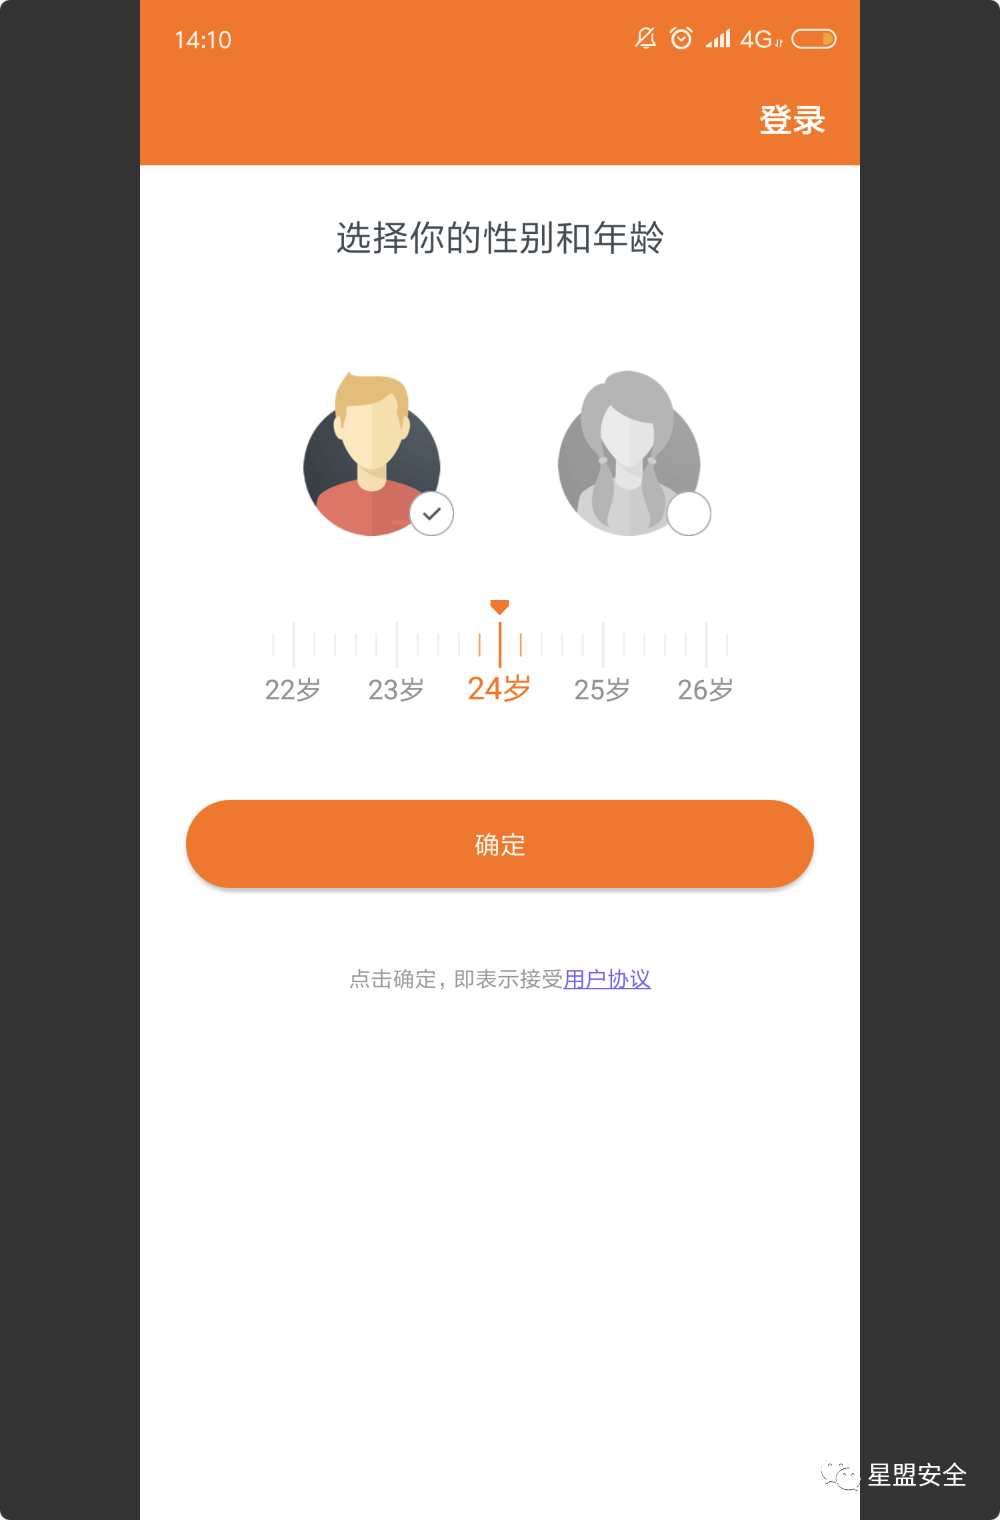 14:10 4G
登录
选择你的性别和年龄
22岁 23岁 24岁 25岁 26岁
确定
点击确定，即表示接受用户协议
星盟安全